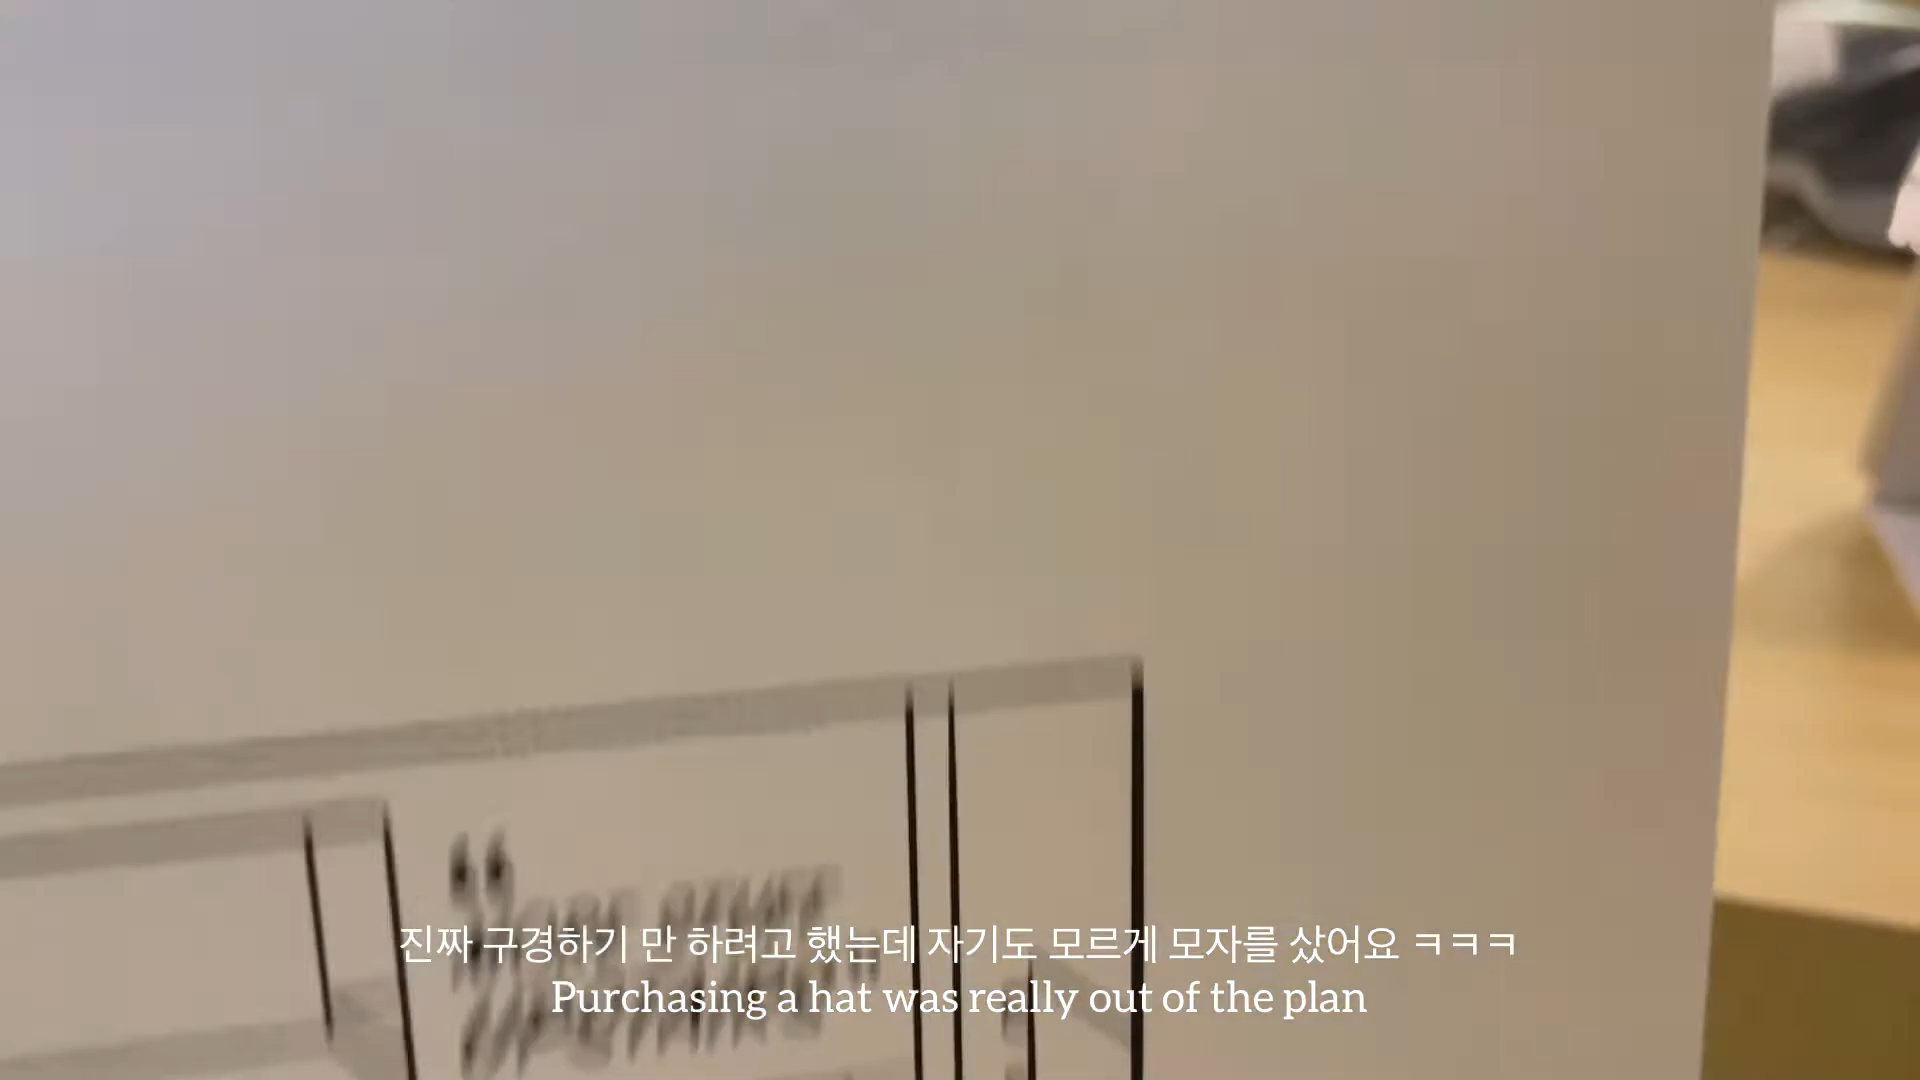 진짜 구경하기 만 하려고 했는데 자기도 모르게 모자를 샀어요 ㅋㅋㅋ
Purchasing a hat was really out of the plan